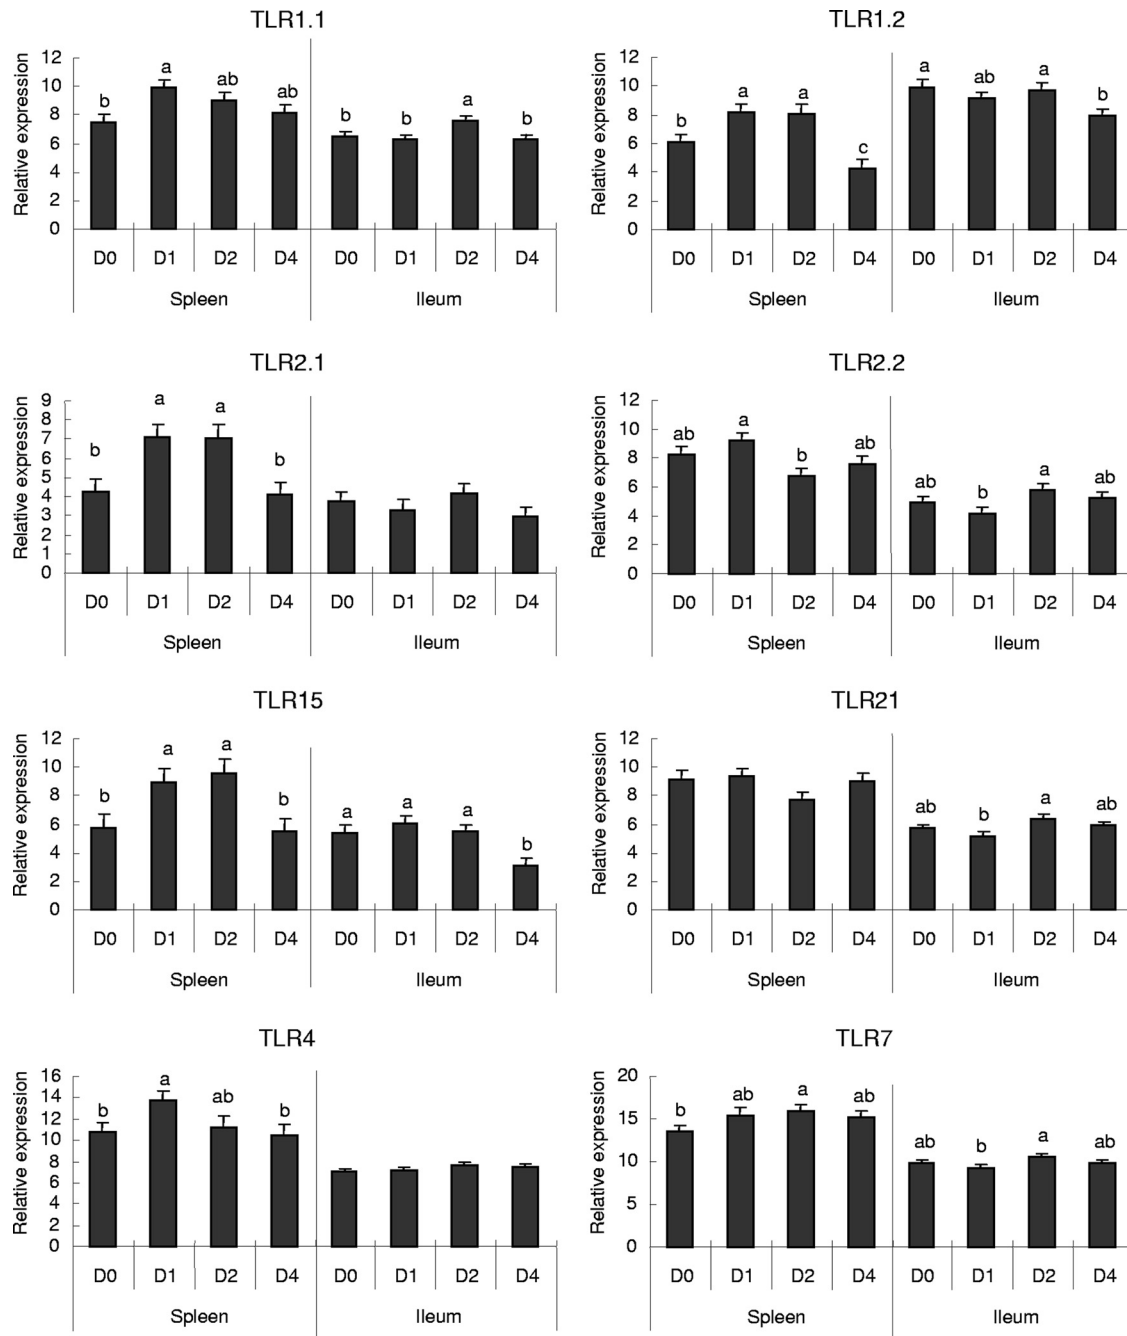 TLR1.1
Relative expression
12
10
8
6
4
2
0
b a ab ab b b a b
D0 D1 D2 D4 D0 D1 D2 D4
Spleen Ileum
TLR1.2
Relative expression
12
10
8
6
4
2
0
b a a c a ab a b
D0 D1 D2 D4 D0 D1 D2 D4
Spleen Ileum
TLR2.1
Relative expression
9
8
7
6
5
4
3
2
1
0
b a a b
D0 D1 D2 D4 D0 D1 D2 D4
Spleen Ileum
TLR2.2
Relative expression
12
10
8
6
4
2
0
ab a b ab ab b a ab
D0 D1 D2 D4 D0 D1 D2 D4
Spleen Ileum
TLR15
Relative expression
12
10
8
6
4
2
0
b a a b a a a b
D0 D1 D2 D4 D0 D1 D2 D4
Spleen Ileum
TLR21
Relative expression
12
10
8
6
4
2
0
ab b a ab
D0 D1 D2 D4 D0 D1 D2 D4
Spleen Ileum
TLR4
Relative expression
16
14
12
10
8
6
4
2
0
b a ab b
D0 D1 D2 D4 D0 D1 D2 D4
Spleen Ileum
TLR7
Relative expression
20
15
10
5
0
b ab a ab ab b a ab
D0 D1 D2 D4 D0 D1 D2 D4
Spleen Ileum